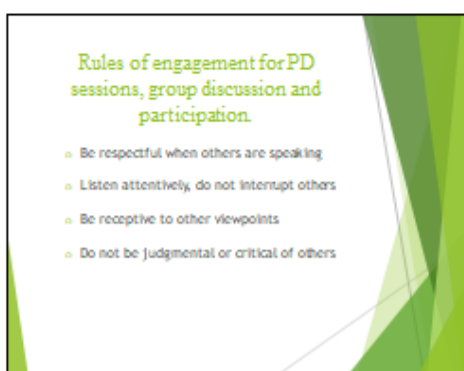 Rules of engagement for PD
sessions, group discussion and
participation.
Be respectful when others are speaking
Listen attentively, do not interrupt others
Be receptive to other viewpoints
Do not be judgmental or critical of others